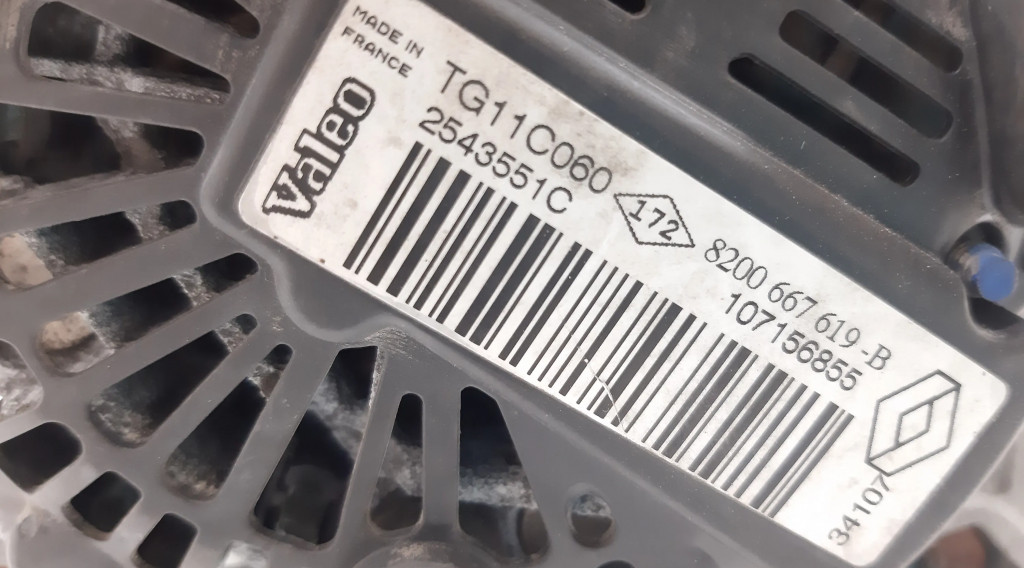 MADE IN
FRANCE
Valeo
TG11C060
2543551C
172
8200 667 619 -B
107156855
34107